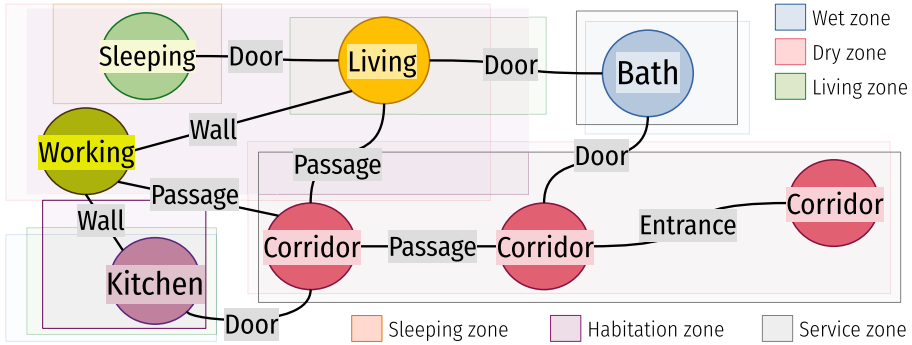 Sleeping
Door
Living
Door
Bath
Wet zone
Dry zone
Living zone
Wall
Working
Passage
Door
Passage
Wall
Corridor
Entrance
Corridor
Passage
Corridor
Kitchen
Door
Sleeping zone
Habitation zone
Service zone